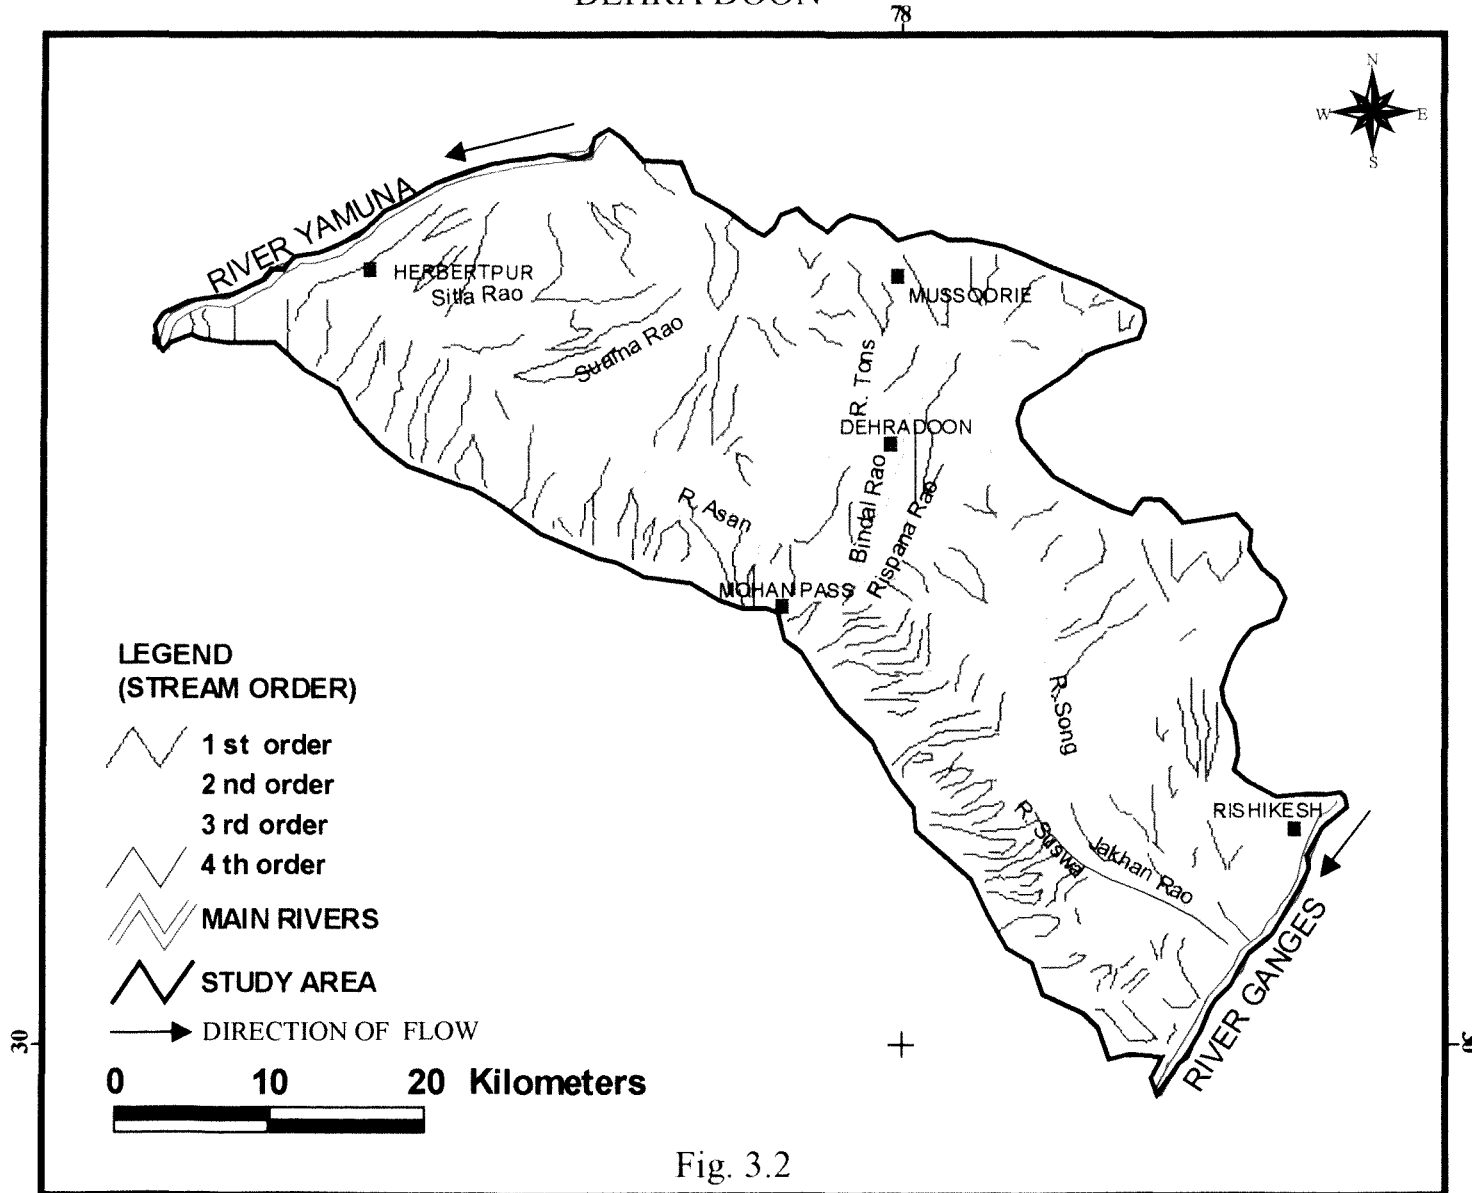 DEHRA DOON
78
N
W E
S
RIVER YAMUNA
HERBERTPUR
Sitla Rao
MUSSOORIE
Suarna Rao
R. Tons
DEHRADOON
R. Asan
Bindal Rao
Rispana Rao
MOHAN PASS
R. Song
RISHIKESH
R. Suswa
Jakhan Rao
RIVER GANGES
LEGEND
(STREAM ORDER)
1 st order
2 nd order
3 rd order
4 th order
MAIN RIVERS
STUDY AREA
DIRECTION OF FLOW
30
30
0 10 20 Kilometers
Fig. 3.2